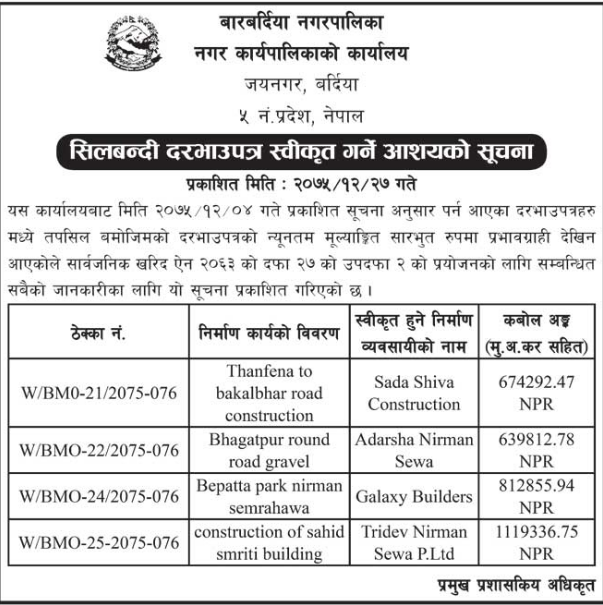 बारबर्दिया नगरपालिका
नगर कार्यपालिकाको कार्यालय
जयनगर, बर्दिया
५ नं.प्रदेश, नेपाल
सिलबन्दी दरभाउपत्र स्वीकृत गर्ने आशयको सूचना
प्रकाशित मिति : २०७५/१२/२७ गते
यस कार्यालयबाट मिति २०७५/१२/०४ गते प्रकाशित सूचना अनुसार पर्न आएका दरभाउपत्रहरु
मध्ये तपसिल बमोजिमको दरभाउपत्रको न्यूनतम मूल्याङ्कित सारभुत रुपमा प्रभावग्राही देखिन
आएकोले सार्वजनिक खरिद ऐन २०६३ को दफा २७ को उपदफा २ को प्रयोजनको लागि सम्बन्धित
सबैको जानकारीका लागि यो सूचना प्रकाशित गरिएको छ ।
ठेक्का नं. निर्माण कार्यको विवरण स्वीकृत हुने निर्माण व्यवसायीको नाम कबोल अङ्क (मु.अ.कर सहित)
W/BM0-21/2075-076 Thanfena to bakalbhar road construction Sada Shiva Construction 674292.47 NPR
W/BMO-22/2075-076 Bhagatpur round road gravel Adarsha Nirman Sewa 639812.78 NPR
W/BMO-24/2075-076 Bepatta park nirman semrahawa Galaxy Builders 812855.94 NPR
W/BMO-25-2075-076 construction of sahid smriti building Tridev Nirman Sewa P.Ltd 1119336.75 NPR
प्रमुख प्रशासकिय अधिकृत